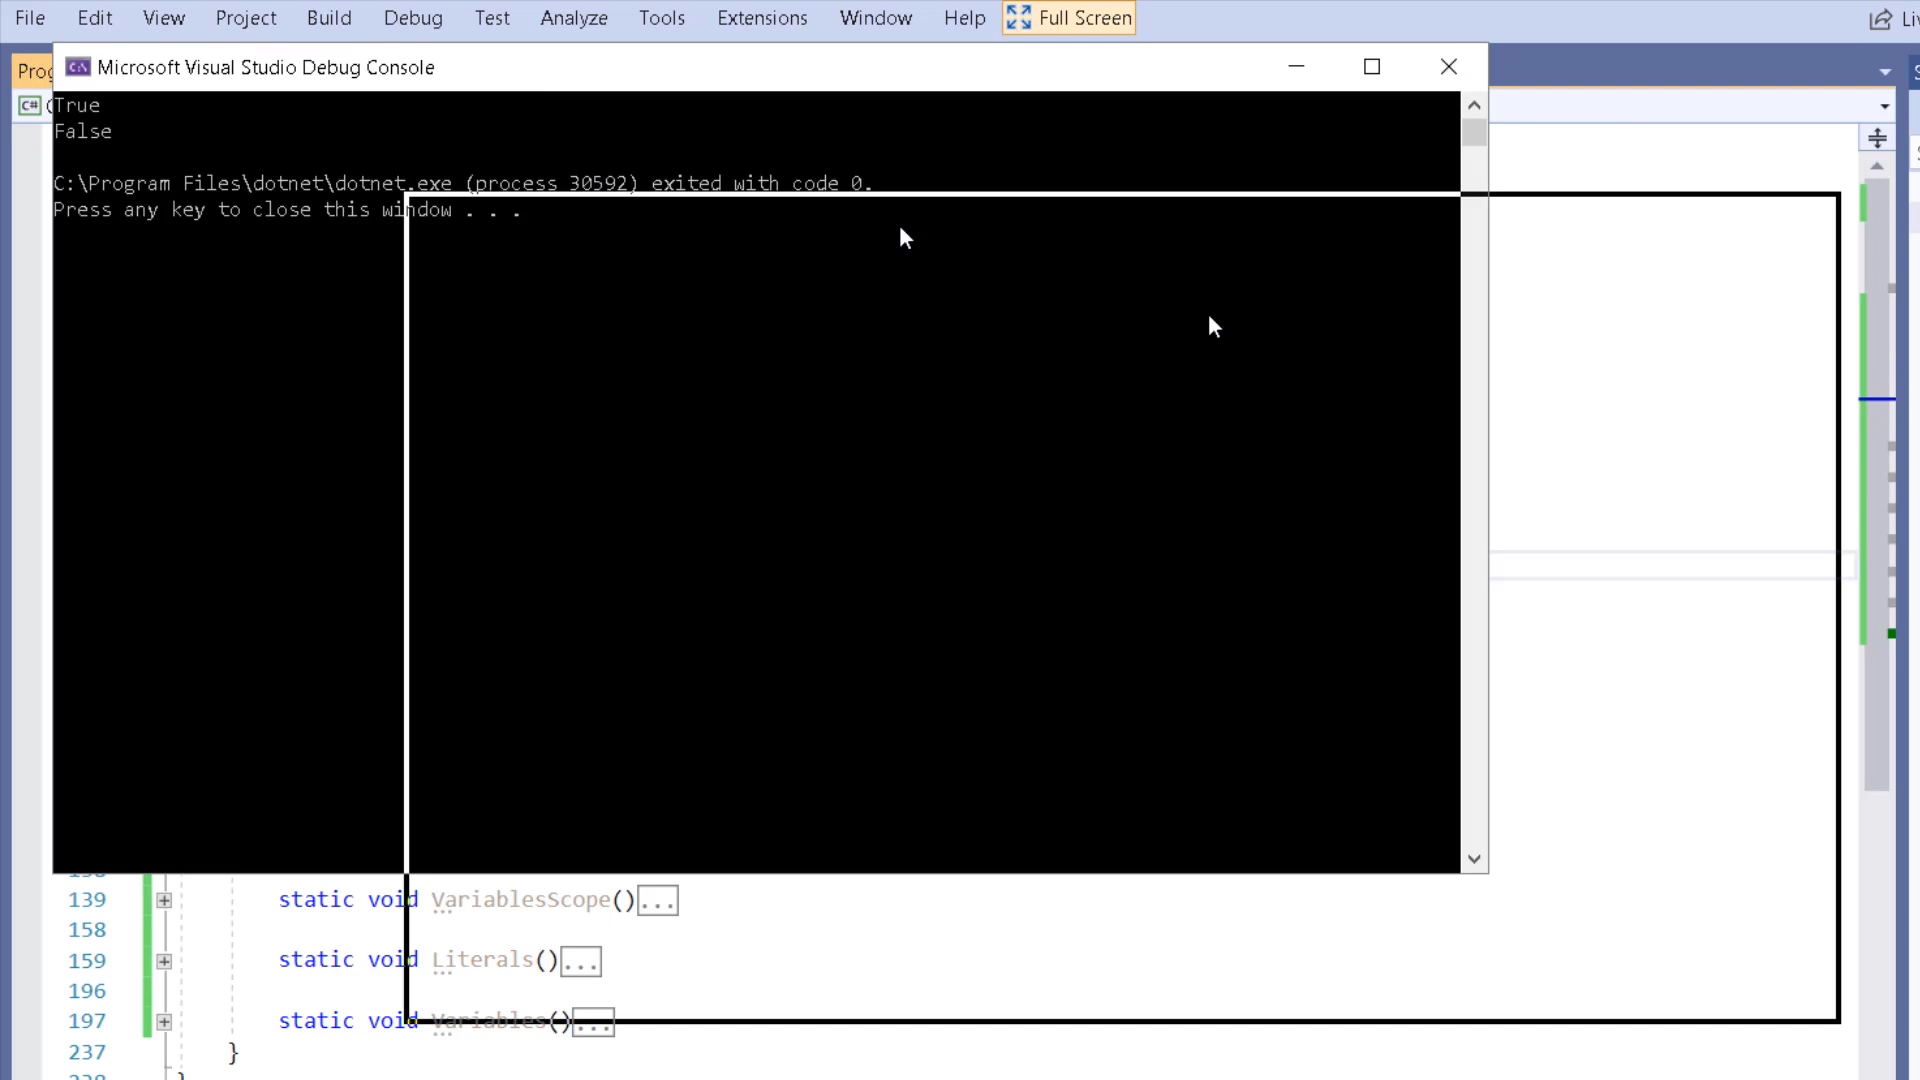 File Edit View Project Build Debug Test Analyze Tools Extensions Window Help Full Screen
Microsoft Visual Studio Debug Console
C#
True
False
C:\Program Files\dotnet\dotnet.exe (process 30592) exited with code 0.
Press any key to close this window . . .
139 static void VariablesScope()...
158
159 static void Literals()...
196
197 static void Variables()...
237 }